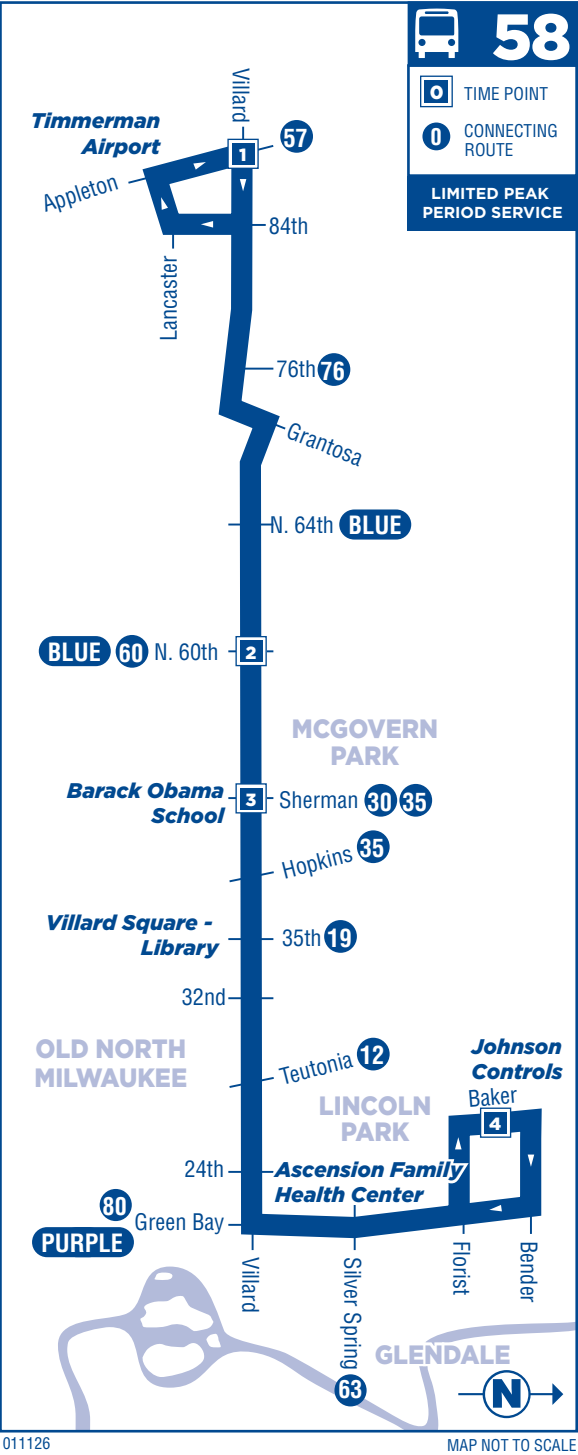 58
0 TIME POINT
0 CONNECTING
ROUTE
LIMITED PEAK
PERIOD SERVICE
Villard
Timmerman
Airport
57
1
Appleton
84th
Lancaster
76th 76
Grantosa
N. 64th BLUE
BLUE 60 N. 60th 2
MCGOVERN
PARK
Barack Obama
School
3 Sherman 30 35
Hopkins 35
Villard Square -
Library
35th 19
32nd
OLD NORTH
MILWAUKEE
Teutonia 12
Johnson
Controls
Baker
4
LINCOLN
PARK
24th
Ascension Family
Health Center
80
PURPLE
Green Bay
Villard
Silver Spring
63
Florist
Bender
GLENDALE
N
011126
MAP NOT TO SCALE